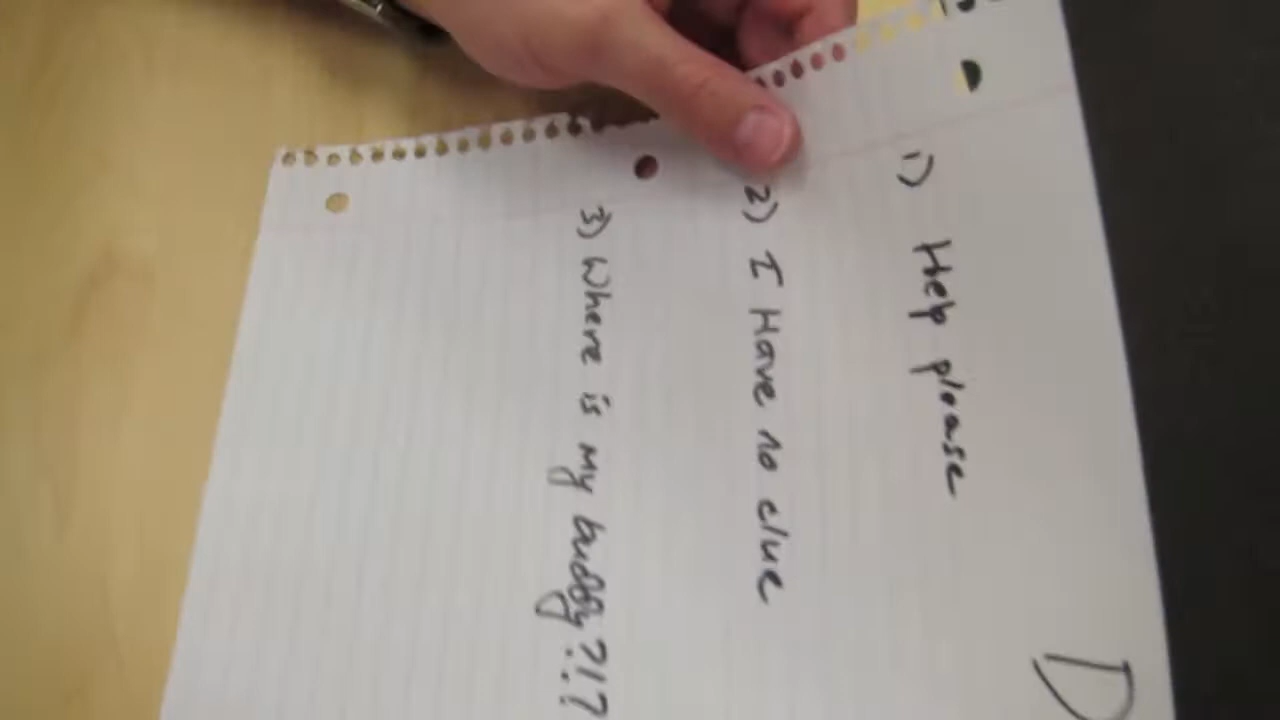 D
1) Help please
2) I Have no clue
3) Where is my buddy?!?